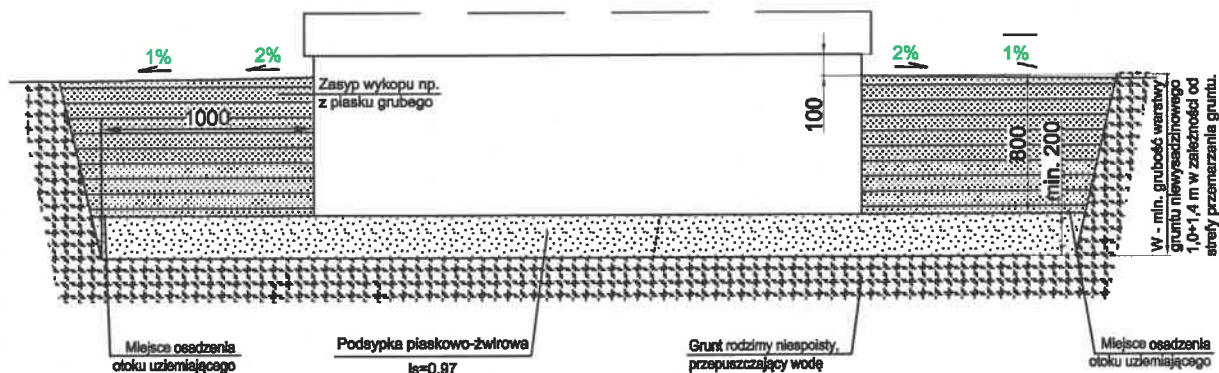 1%
2%
2%
1%
Zasyp wykopu np.
z piasku grubego
1000
100
800
min. 200
W - min. grubość warstwy
gruntu niewysadzinowego
1,0÷1,4 m w zależności od
strefy przemarzania gruntu.
Miejsce osadzenia
otoku uziemiającego
Podsypka piaskowo-żwirowa
Is=0,97
Grunt rodzimy niespoisty,
przepuszczający wodę
Miejsce osadzenia
otoku uziemiającego